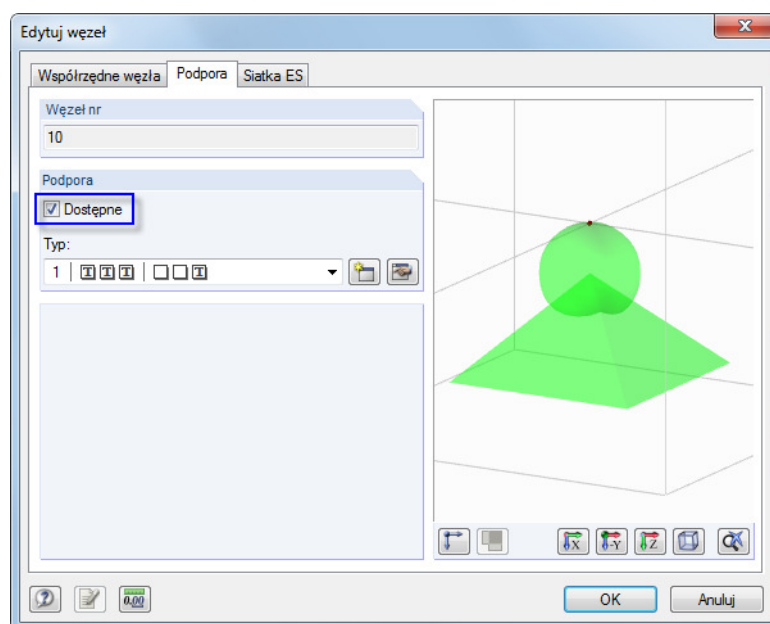 Edytuj węzeł
Współrzędne węzła Podpora Siatka ES
Węzeł nr
10
Podpora
Dostępne
Typ:
1
OK Anuluj